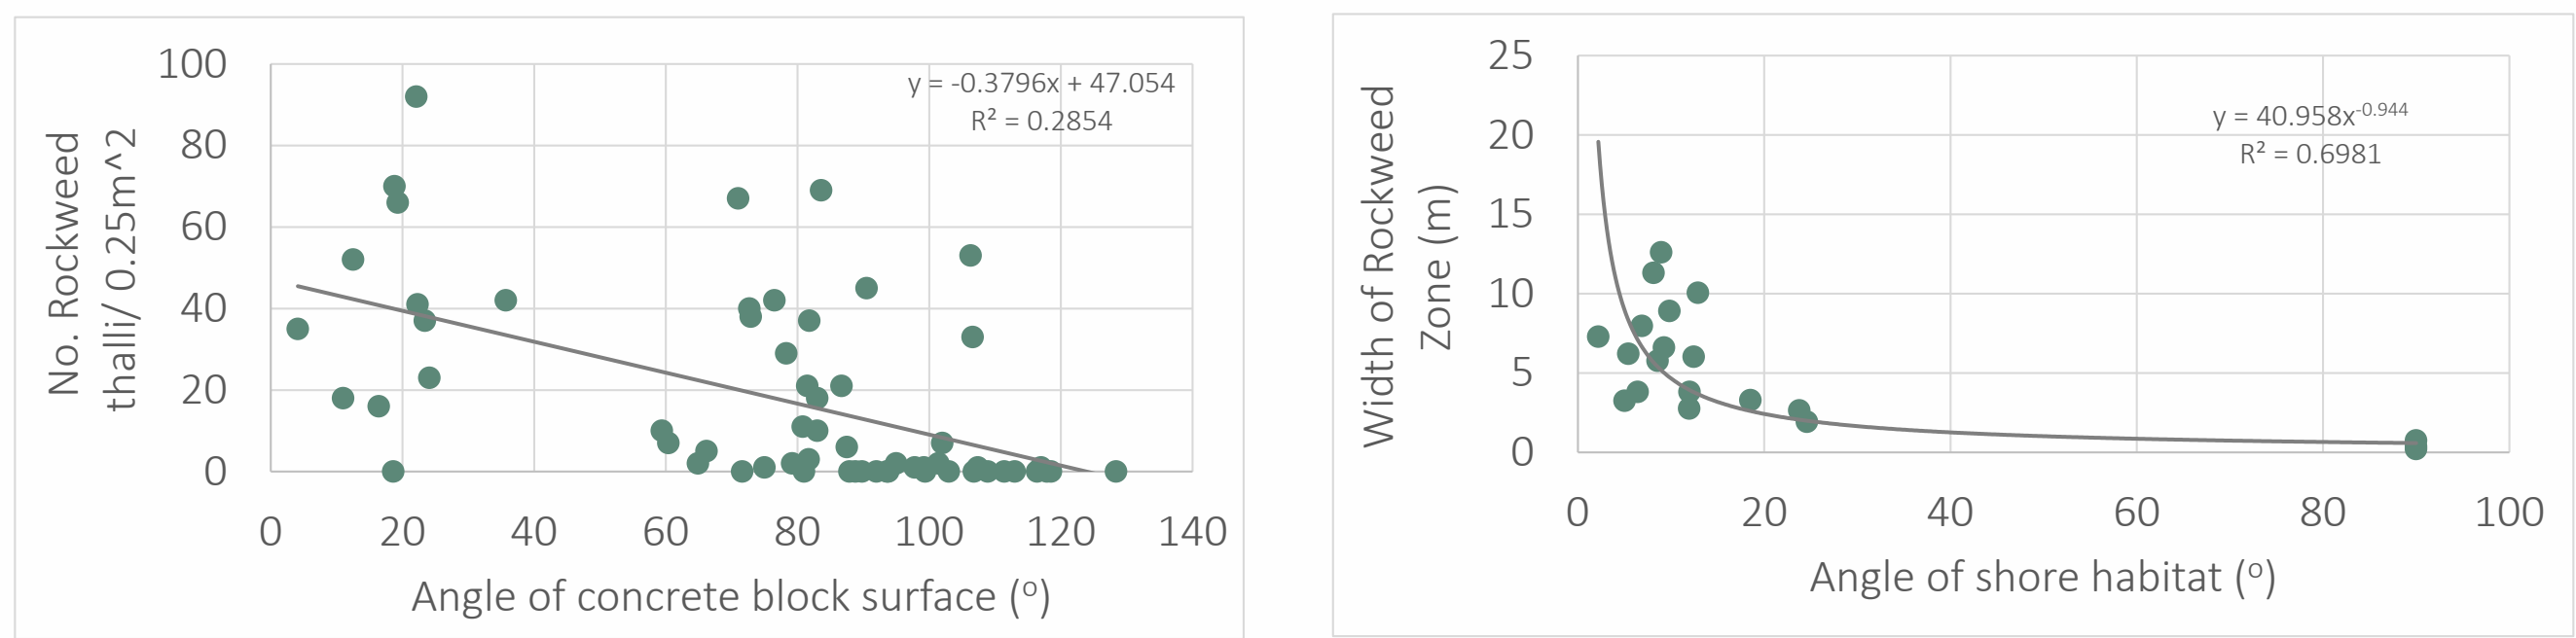 No. Rockweed
thalli/ 0.25m^2
100
80
60
40
20
0
y = -0.3796x + 47.054
R² = 0.2854
0 20 40 60 80 100 120 140
Angle of concrete block surface (º)
Width of Rockweed
Zone (m)
25
20
15
10
5
0
y = 40.958x⁻⁰·⁹⁴⁴
R² = 0.6981
0 20 40 60 80 100
Angle of shore habitat (º)